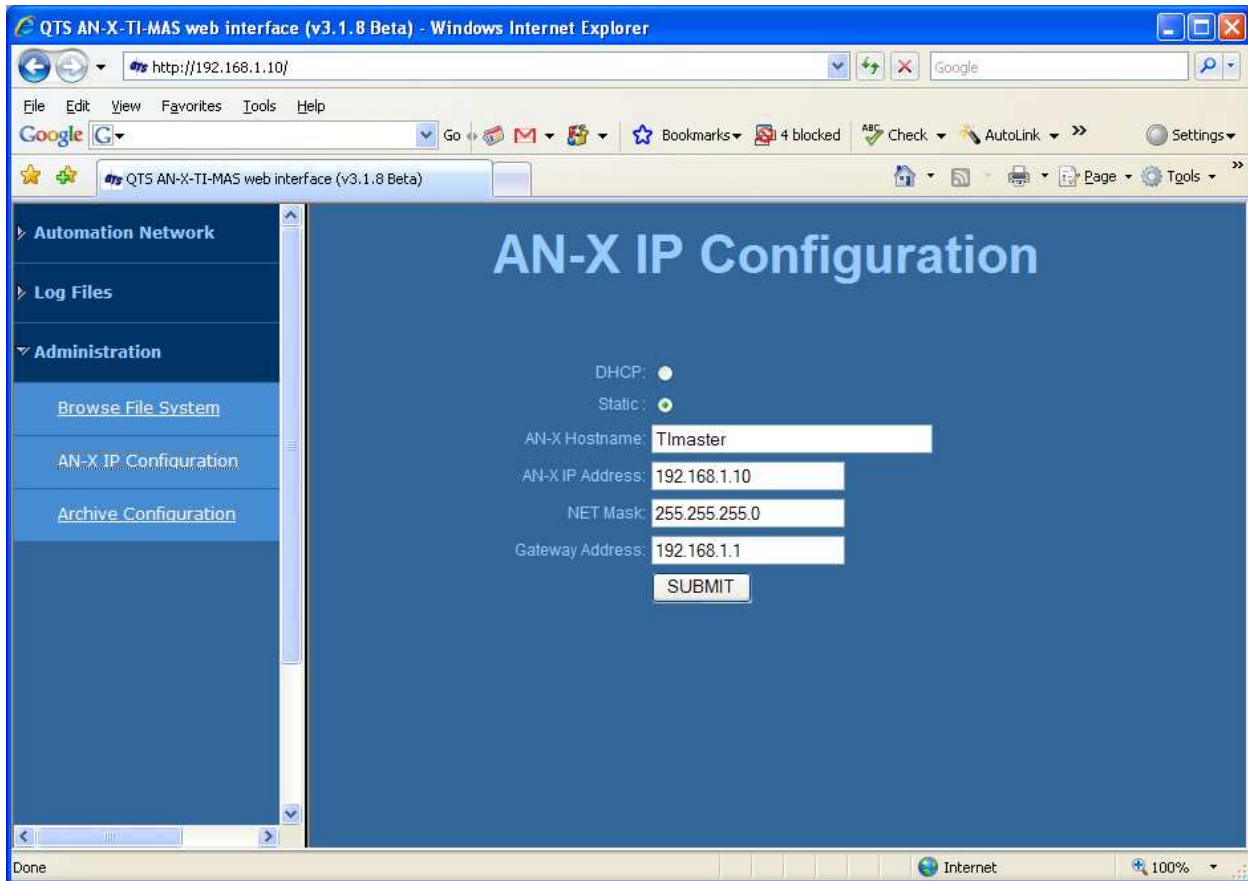 QTS AN-X-TI-MAS web interface (v3.1.8 Beta) - Windows Internet Explorer
http://192.168.1.10/
Google
File Edit View Favorites Tools Help
Google G Go Bookmarks 4 blocked ABC Check AutoLink » Settings
QTS AN-X-TI-MAS web interface (v3.1.8 Beta) Page Tools »
Automation Network
Log Files
Administration
Browse File System
AN-X IP Configuration
Archive Configuration
AN-X IP Configuration
DHCP:
Static :
AN-X Hostname: TImaster
AN-X IP Address: 192.168.1.10
NET Mask: 255.255.255.0
Gateway Address: 192.168.1.1
SUBMIT
Done Internet 100%